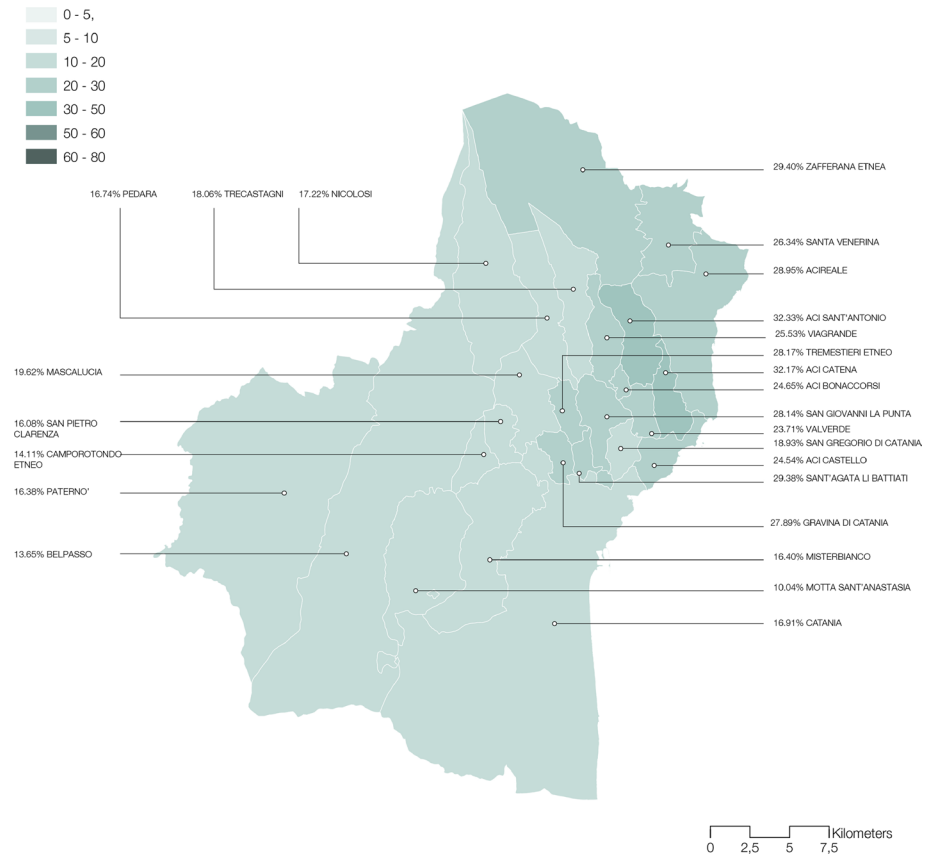 0 - 5,
5 - 10
10 - 20
20 - 30
30 - 50
50 - 60
60 - 80
16.74% PEDARA
18.06% TRECASTAGNI
17.22% NICOLOSI
19.62% MASCALUCIA
16.08% SAN PIETRO
CLARENZA
14.11% CAMPOROTONDO
ETNEO
16.38% PATERNO'
13.65% BELPASSO
29.40% ZAFFERANA ETNEA
26.34% SANTA VENERINA
28.95% ACIREALE
32.33% ACI SANT'ANTONIO
25.53% VIAGRANDE
28.17% TREMESTIERI ETNEO
32.17% ACI CATENA
24.65% ACI BONACCORSI
28.14% SAN GIOVANNI LA PUNTA
23.71% VALVERDE
18.93% SAN GREGORIO DI CATANIA
24.54% ACI CASTELLO
29.38% SANT'AGATA LI BATTIATI
27.89% GRAVINA DI CATANIA
16.40% MISTERBIANCO
10.04% MOTTA SANT'ANASTASIA
16.91% CATANIA
Kilometers
0 2,5 5 7,5